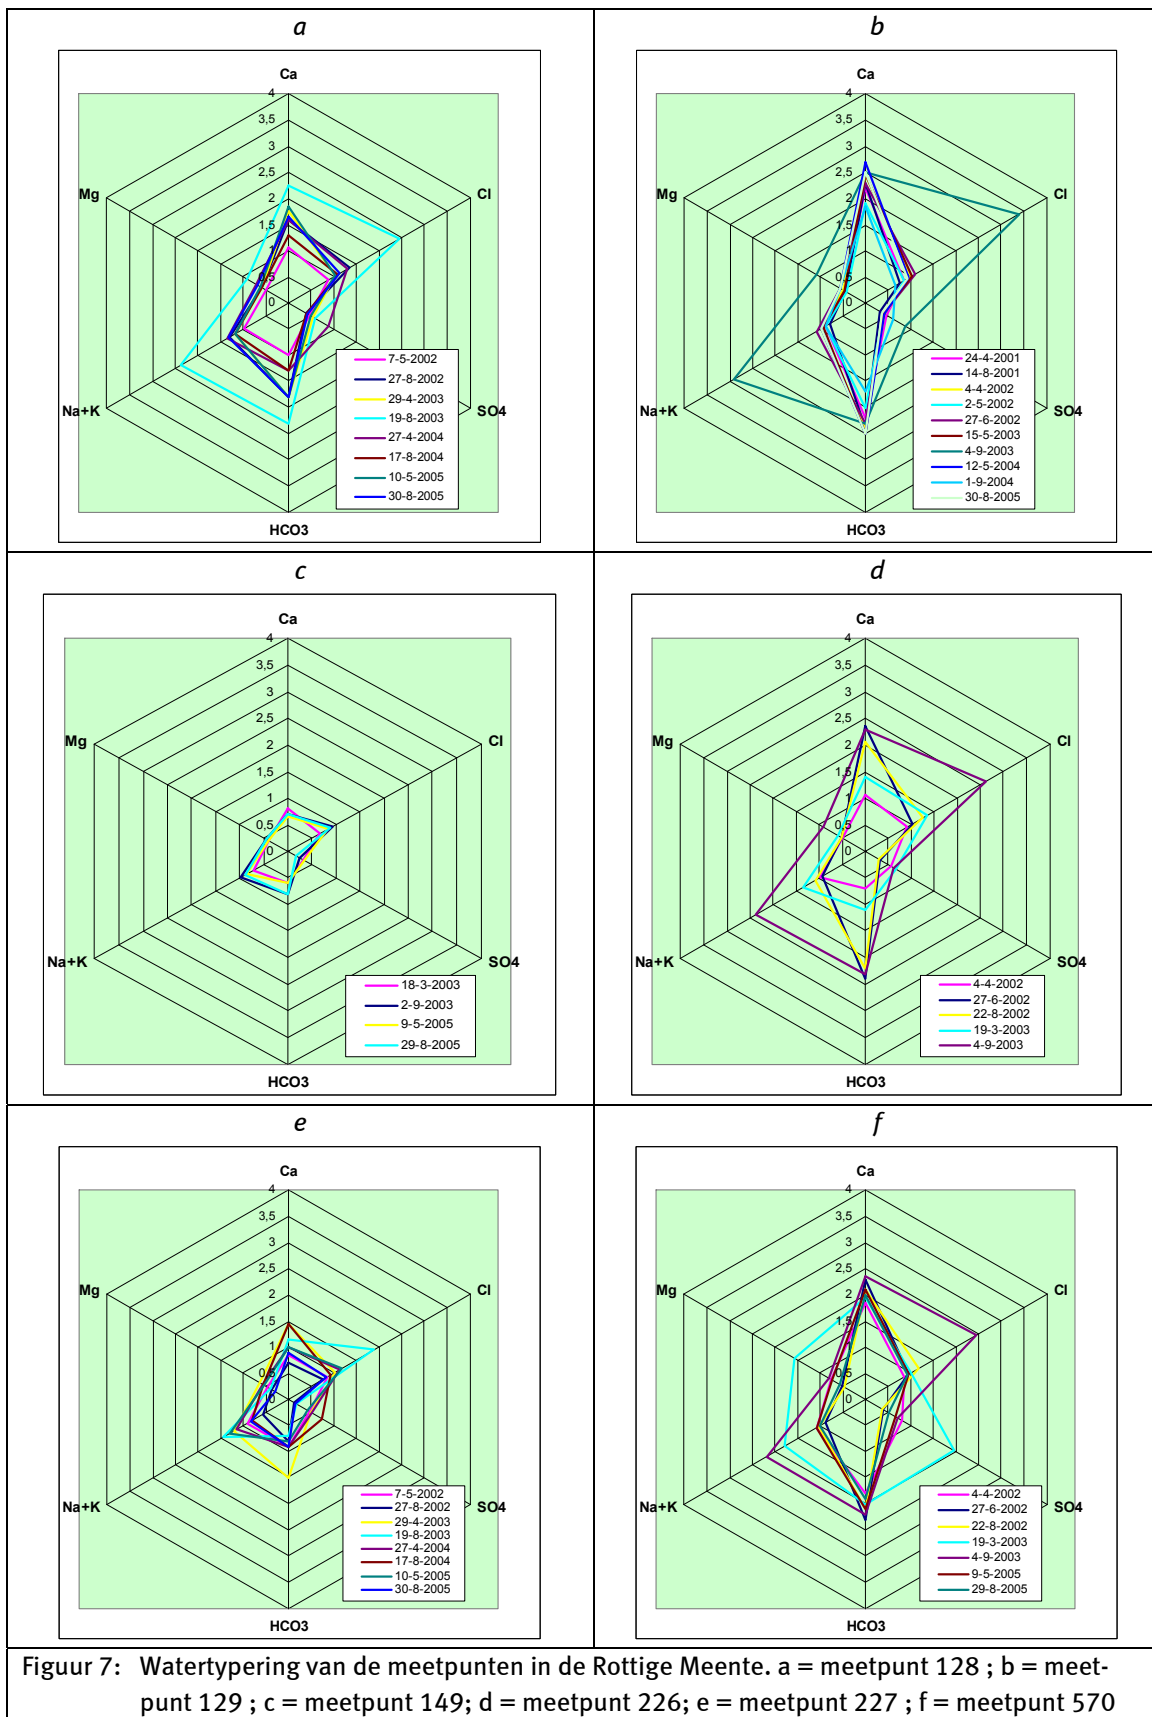 a
Ca
4
3,5
3
2,5
2
1,5
1
0,5
0
Mg
Cl
Na+K
SO4
HCO3
7-5-2002
27-8-2002
29-4-2003
19-8-2003
27-4-2004
17-8-2004
10-5-2005
30-8-2005
b
Ca
4
3,5
3
2,5
2
1,5
1
0,5
0
Mg
Cl
Na+K
SO4
HCO3
24-4-2001
14-8-2001
4-4-2002
2-5-2002
27-6-2002
15-5-2003
4-9-2003
12-5-2004
1-9-2004
30-8-2005
c
Ca
4
3,5
3
2,5
2
1,5
1
0,5
0
Mg
Cl
Na+K
SO4
HCO3
18-3-2003
2-9-2003
9-5-2005
29-8-2005
d
Ca
4
3,5
3
2,5
2
1,5
1
0,5
0
Mg
Cl
Na+K
SO4
HCO3
4-4-2002
27-6-2002
22-8-2002
19-3-2003
4-9-2003
e
Ca
4
3,5
3
2,5
2
1,5
1
0,5
0
Mg
Cl
Na+K
SO4
HCO3
7-5-2002
27-8-2002
29-4-2003
19-8-2003
27-4-2004
17-8-2004
10-5-2005
30-8-2005
f
Ca
4
3,5
3
2,5
2
1,5
1
0,5
0
Mg
Cl
Na+K
SO4
HCO3
4-4-2002
27-6-2002
22-8-2002
19-3-2003
4-9-2003
9-5-2005
29-8-2005
Figuur 7: Watertypering van de meetpunten in de Rottige Meente. a = meetpunt 128 ; b = meet-
punt 129 ; c = meetpunt 149; d = meetpunt 226; e = meetpunt 227 ; f = meetpunt 570